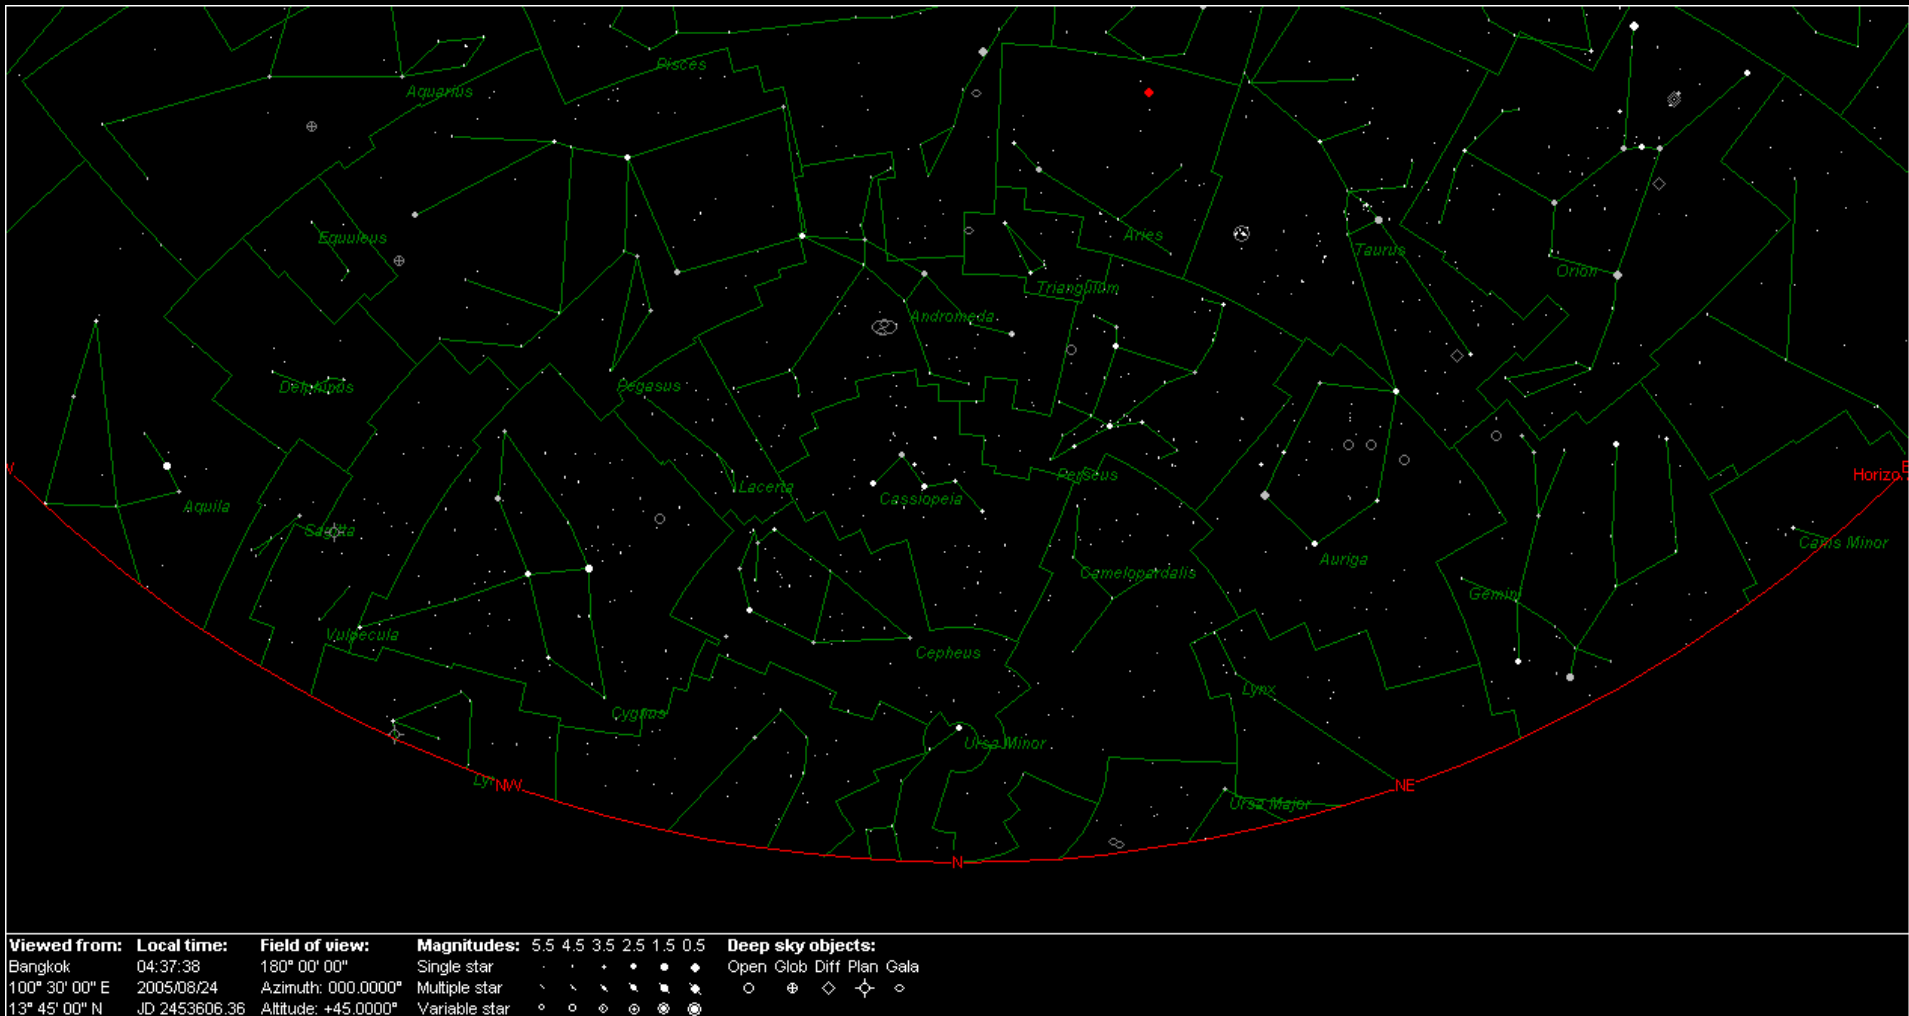 Pisces
Aquarius
Equuleus
Aries
Taurus
Orion
Triangulum
Andromeda
Delphinus
Pegasus
Horizo
E
Aquila
Lacerta
Cassiopeia
Perseus
Sagitta
Auriga
Canis Minor
Camelopardalis
Gemini
Vulpecula
Cepheus
Lynx
Cygnus
Ursa Minor
Lyr
NW
NE
Ursa Major
N
Viewed from: Local time: Field of view: Magnitudes: 5.5 4.5 3.5 2.5 1.5 0.5 Deep sky objects:
Bangkok 04:37:38 180° 00' 00" Single star Open Glob Diff Plan Gala
100° 30' 00" E 2005/08/24 Azimuth: 000.0000° Multiple star
13° 45' 00" N JD 2453606.36 Altitude: +45.0000° Variable star